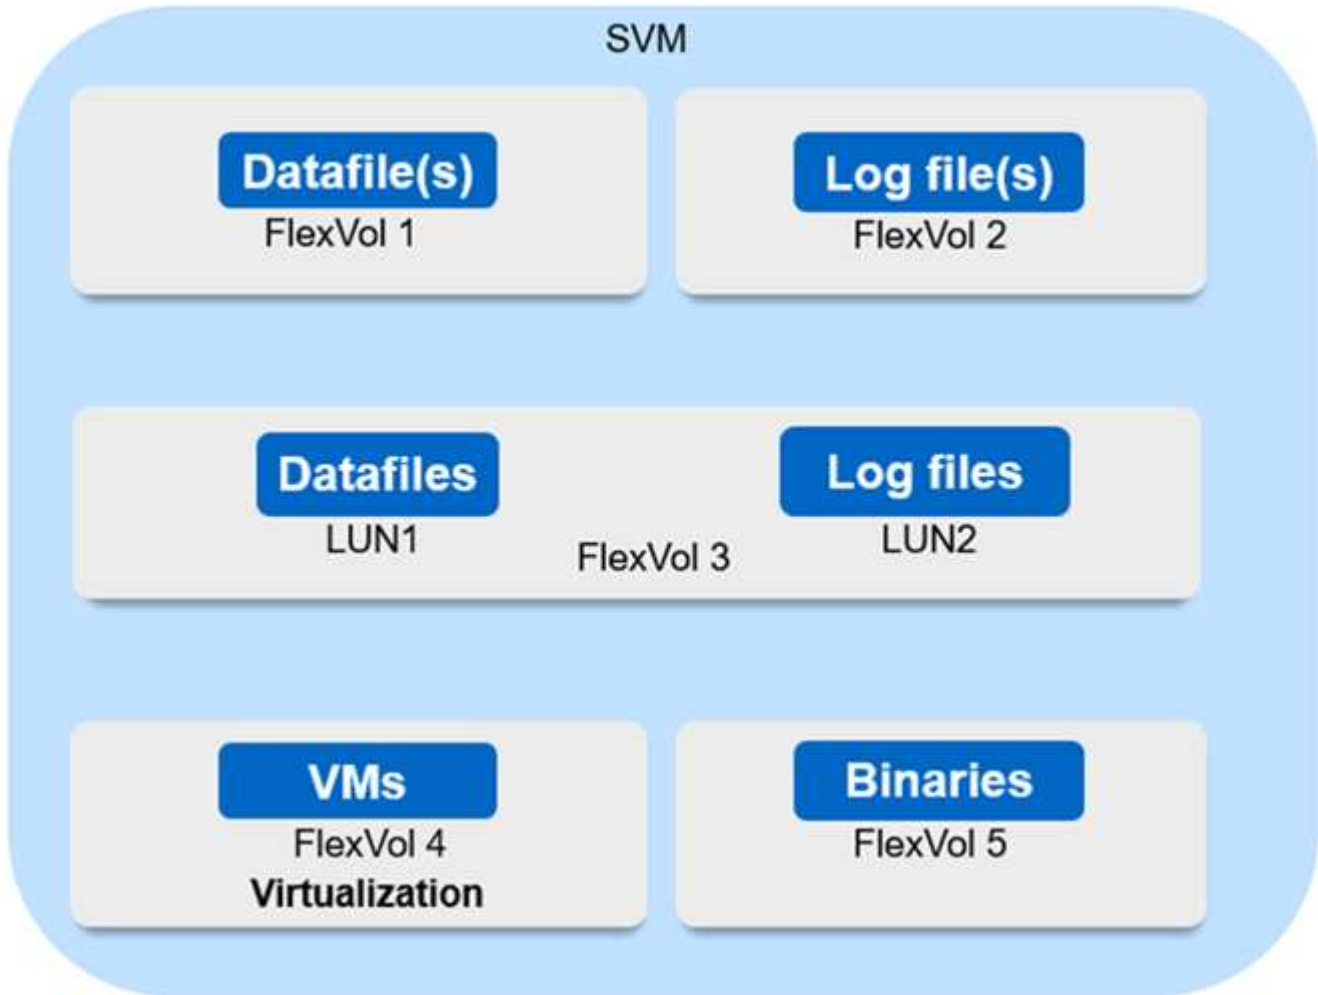 SVM
Datafile(s)
FlexVol 1
Log file(s)
FlexVol 2
Datafiles
LUN1
Log files
LUN2
FlexVol 3
VMs
FlexVol 4
Virtualization
Binaries
FlexVol 5